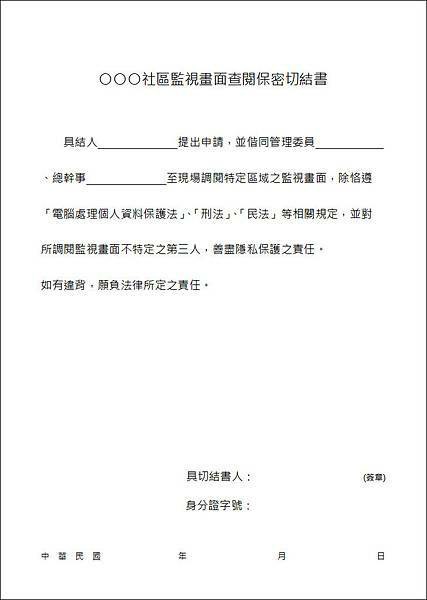 〇〇〇社區監視畫面查閱保密切結書
具結人____________提出申請，並偕同管理委員__________
、總幹事____________至現場調閱特定區域之監視畫面，除恪遵
「電腦處理個人資料保護法」、「刑法」、「民法」等相關規定，並對
所調閱監視畫面不特定之第三人，善盡隱私保護之責任。
如有違背，願負法律所定之責任。
具切結書人： (簽章)
身分證字號：
中 華 民 國 年 月 日